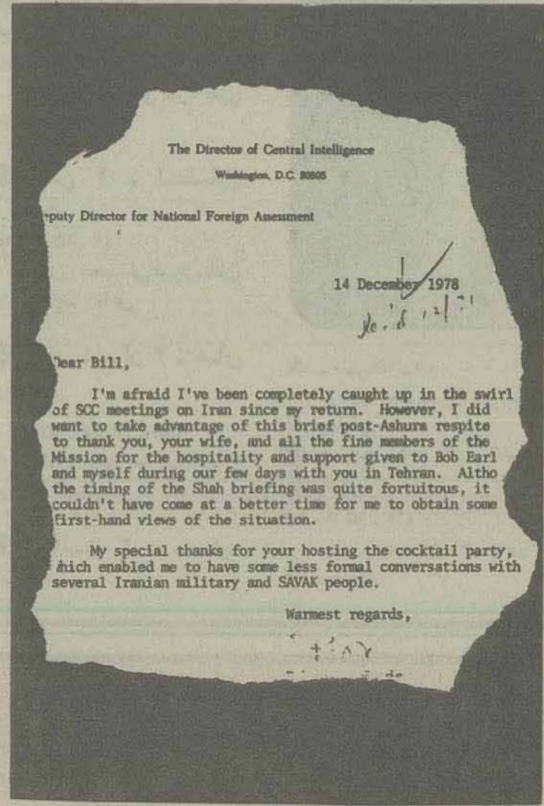 The Director of Central Intelligence
Washington, D.C. 20505
eputy Director for National Foreign Assessment
14 December 1978
12/
Dear Bill,
I'm afraid I've been completely caught up in the swirl
of SCC meetings on Iran since my return. However, I did
want to take advantage of this brief post-Ashura respite
to thank you, your wife, and all the fine members of the
Mission for the hospitality and support given to Bob Earl
and myself during our few days with you in Tehran. Altho
the timing of the Shah briefing was quite fortuitous, it
couldn't have come at a better time for me to obtain some
first-hand views of the situation.
My special thanks for your hosting the cocktail party,
hich enabled me to have some less formal conversations with
several Iranian military and SAVAK people.
Warmest regards,